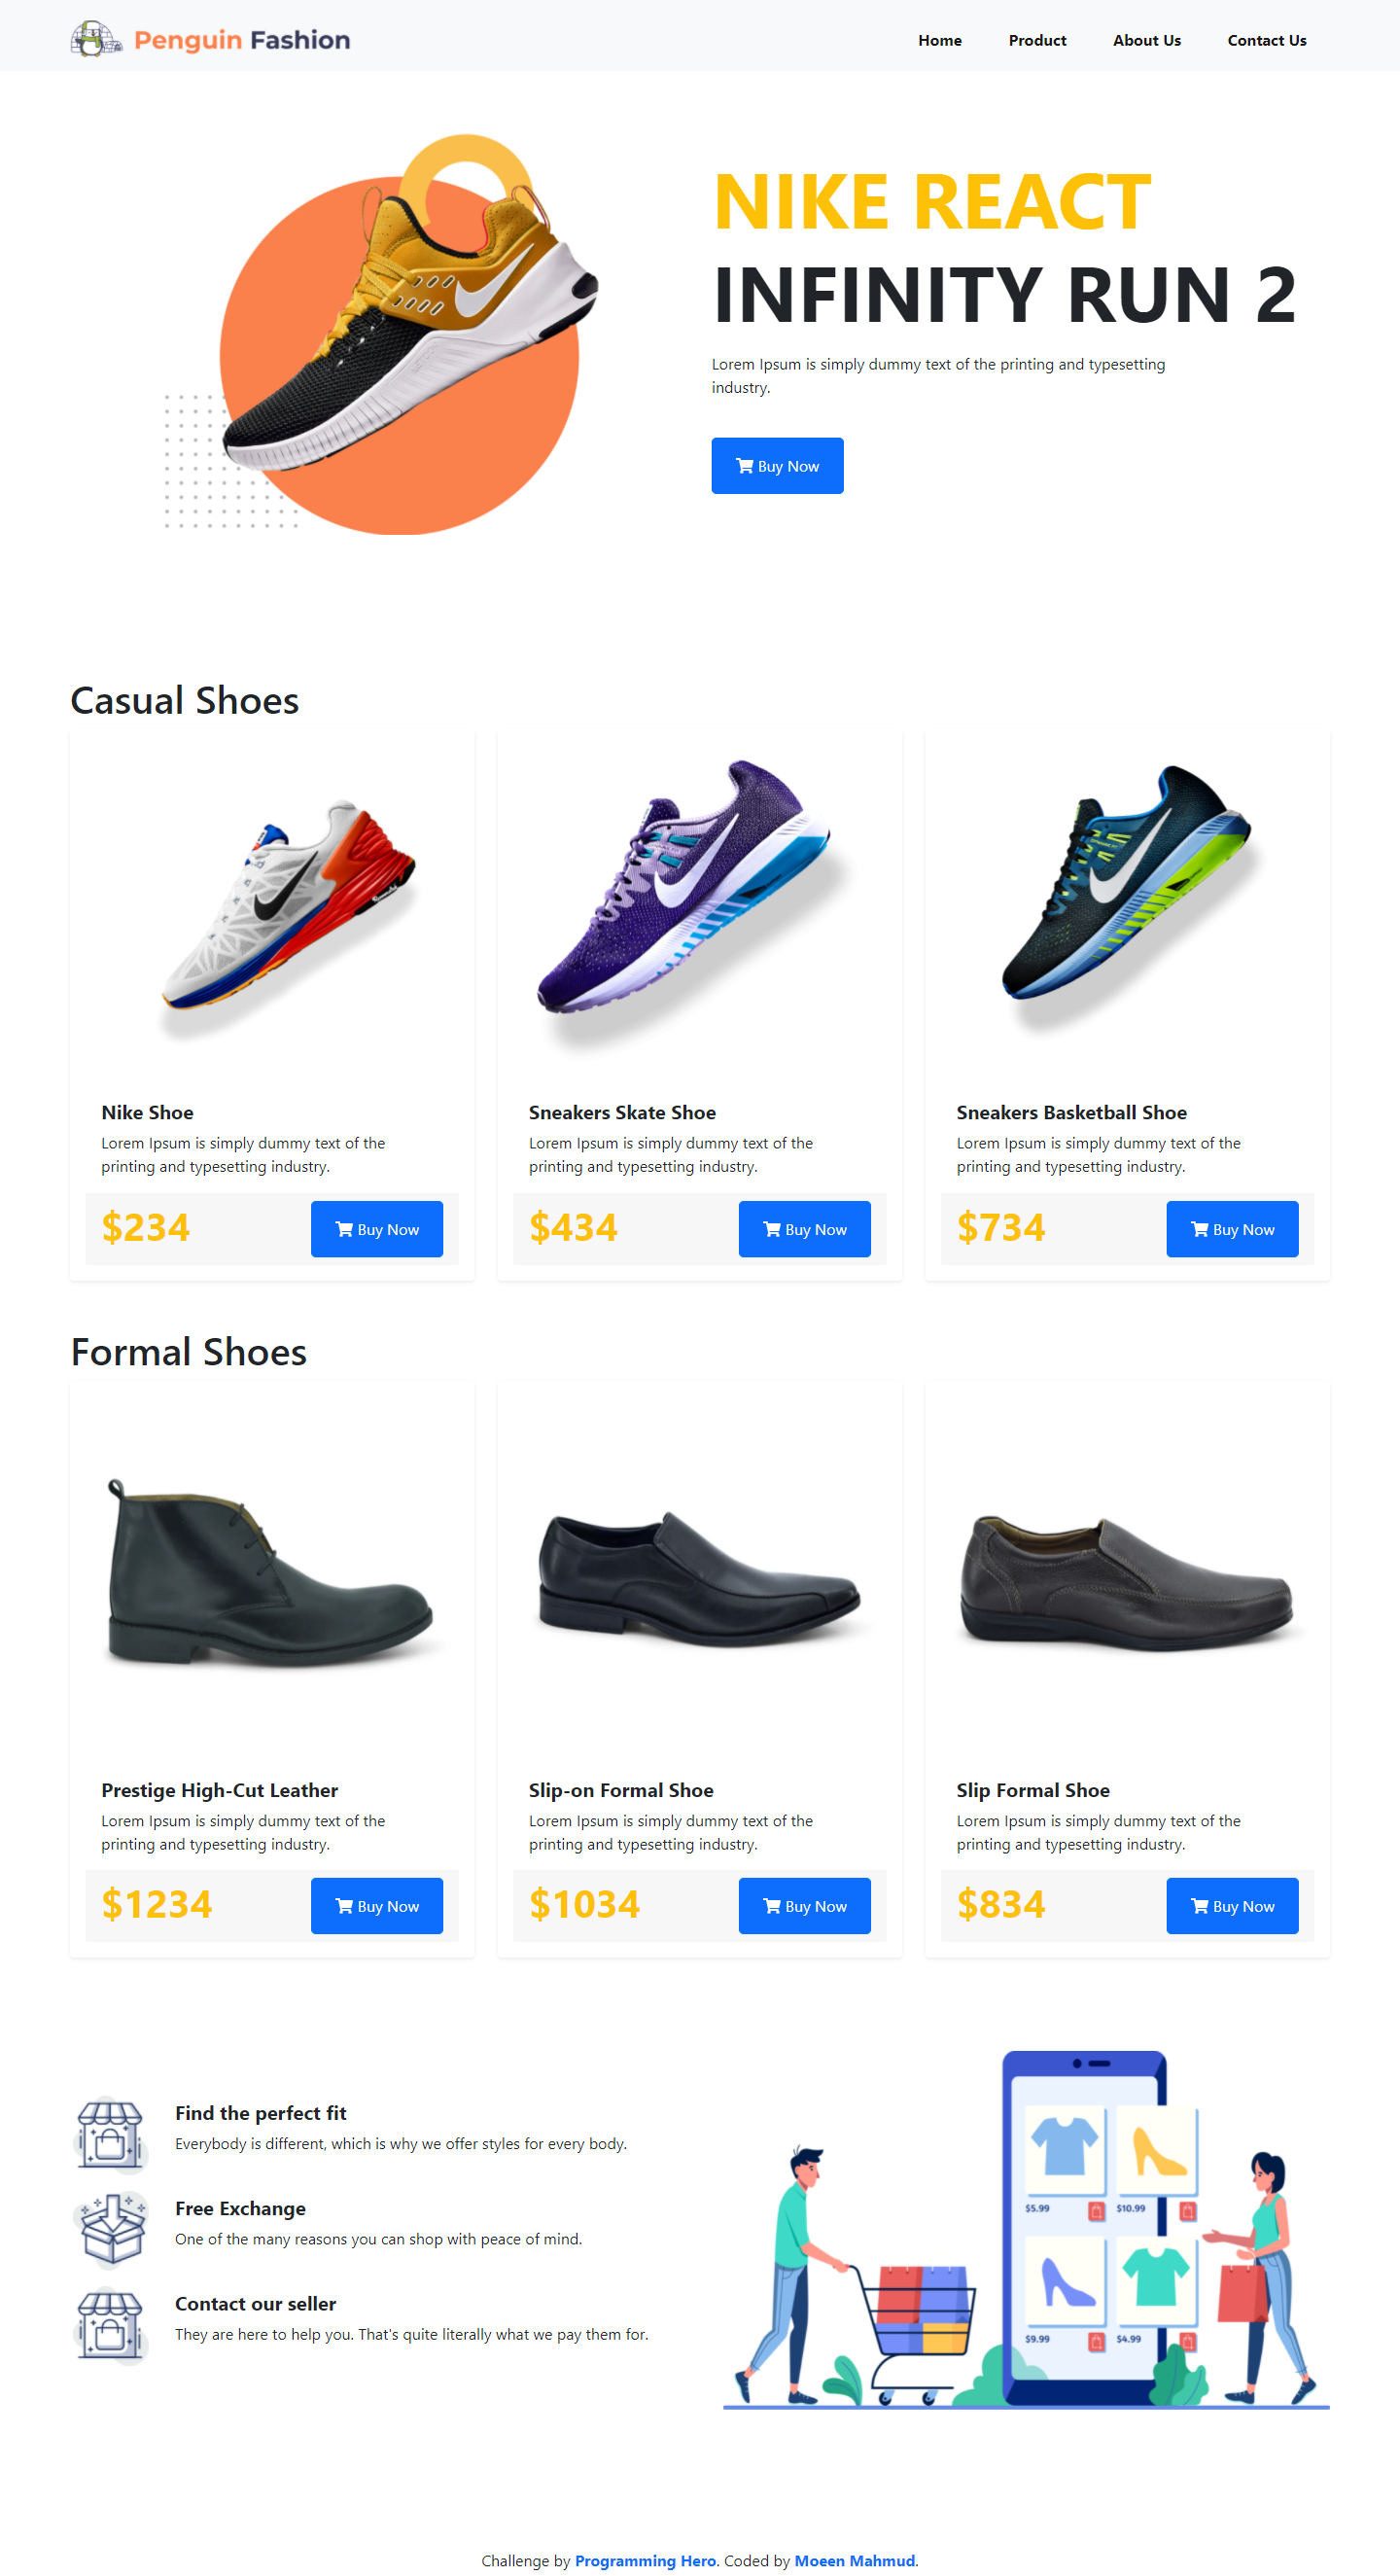 Penguin Fashion
Home Product About Us Contact Us
NIKE REACT
INFINITY RUN 2
Lorem Ipsum is simply dummy text of the printing and typesetting
industry.
Buy Now
Casual Shoes
Nike Shoe
Lorem Ipsum is simply dummy text of the
printing and typesetting industry.
$234 Buy Now
Sneakers Skate Shoe
Lorem Ipsum is simply dummy text of the
printing and typesetting industry.
$434 Buy Now
Sneakers Basketball Shoe
Lorem Ipsum is simply dummy text of the
printing and typesetting industry.
$734 Buy Now
Formal Shoes
Prestige High-Cut Leather
Lorem Ipsum is simply dummy text of the
printing and typesetting industry.
$1234 Buy Now
Slip-on Formal Shoe
Lorem Ipsum is simply dummy text of the
printing and typesetting industry.
$1034 Buy Now
Slip Formal Shoe
Lorem Ipsum is simply dummy text of the
printing and typesetting industry.
$834 Buy Now
Find the perfect fit
Everybody is different, which is why we offer styles for every body.
Free Exchange
One of the many reasons you can shop with peace of mind.
Contact our seller
They are here to help you. That's quite literally what we pay them for.
$5.99 $10.99
$9.99 $4.99
Challenge by Programming Hero. Coded by Moeen Mahmud.